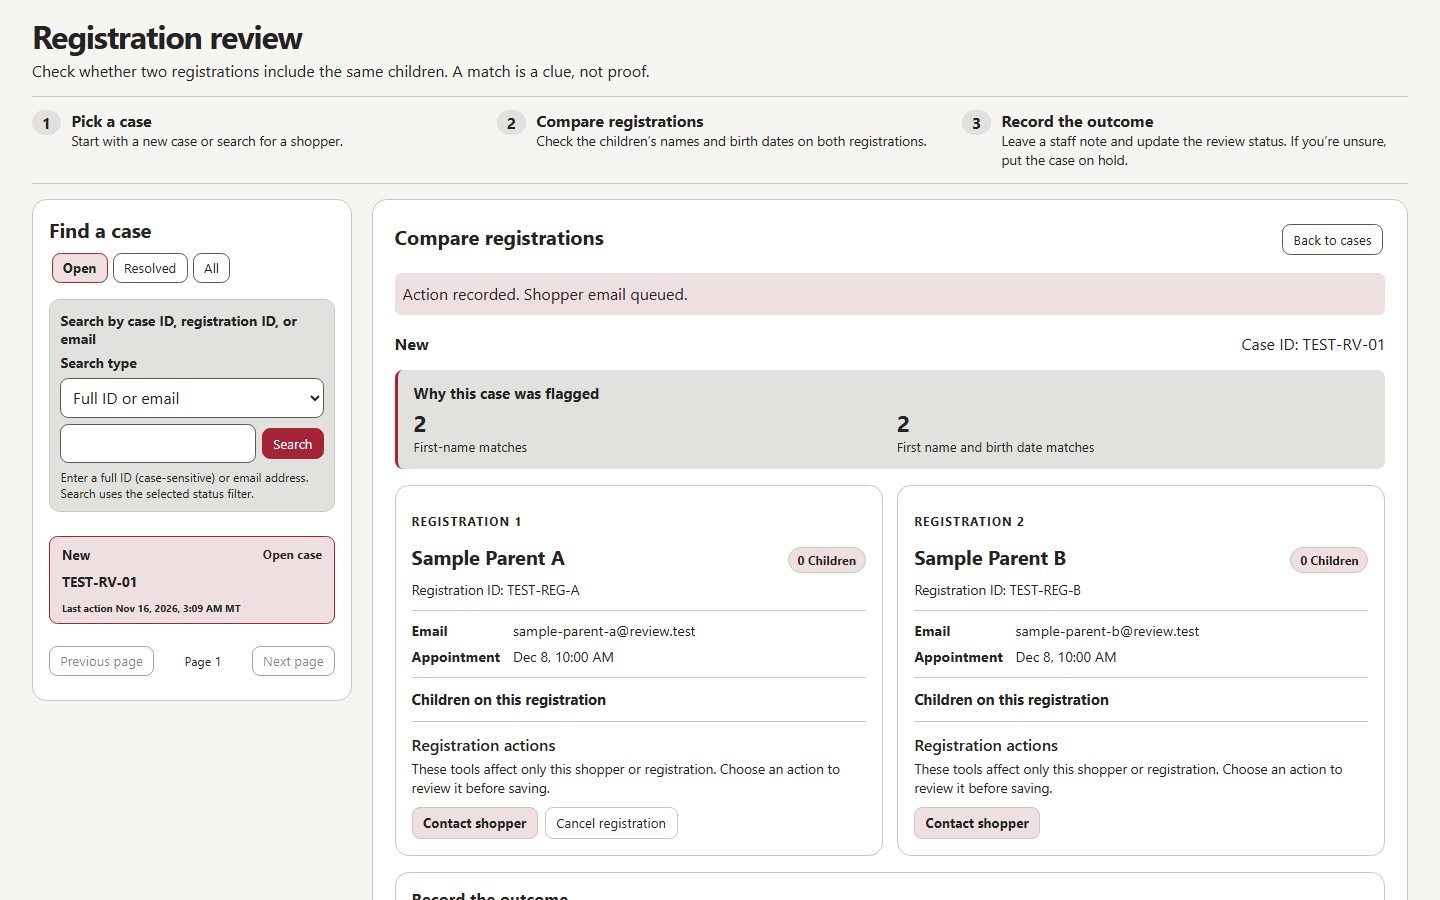 Registration review
Check whether two registrations include the same children. A match is a clue, not proof.
1
Pick a case
Start with a new case or search for a shopper.
2
Compare registrations
Check the children’s names and birth dates on both registrations.
3
Record the outcome
Leave a staff note and update the review status. If you’re unsure,
put the case on hold.
Find a case
Open
Resolved
All
Search by case ID, registration ID, or
email
Search type
Full ID or email
Search
Enter a full ID (case-sensitive) or email address.
Search uses the selected status filter.
New
Open case
TEST-RV-01
Last action Nov 16, 2026, 3:09 AM MT
Previous page
Page 1
Next page
Compare registrations
Back to cases
Action recorded. Shopper email queued.
New
Case ID: TEST-RV-01
Why this case was flagged
2
First-name matches
2
First name and birth date matches
REGISTRATION 1
Sample Parent A
0 Children
Registration ID: TEST-REG-A
Email sample-parent-a@review.test
Appointment Dec 8, 10:00 AM
Children on this registration
Registration actions
These tools affect only this shopper or registration. Choose an action to
review it before saving.
Contact shopper
Cancel registration
REGISTRATION 2
Sample Parent B
0 Children
Registration ID: TEST-REG-B
Email sample-parent-b@review.test
Appointment Dec 8, 10:00 AM
Children on this registration
Registration actions
These tools affect only this shopper or registration. Choose an action to
review it before saving.
Contact shopper
Record the outcome